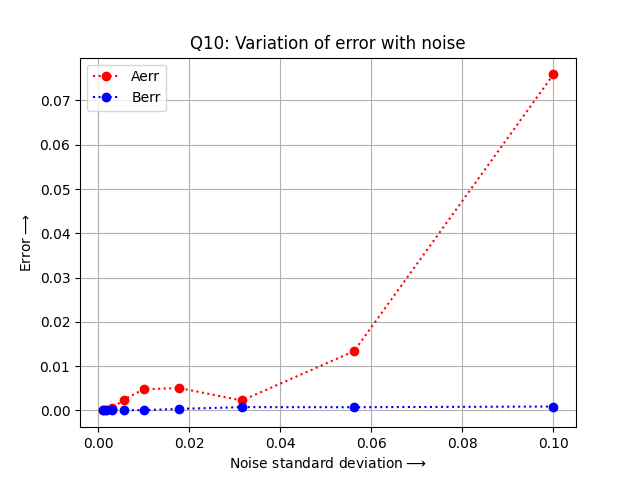 Q10: Variation of error with noise
Aerr
Berr
0.07
0.06
0.05
0.04
0.03
0.02
0.01
0.00
Error⟶
0.00 0.02 0.04 0.06 0.08 0.10
Noise standard deviation⟶